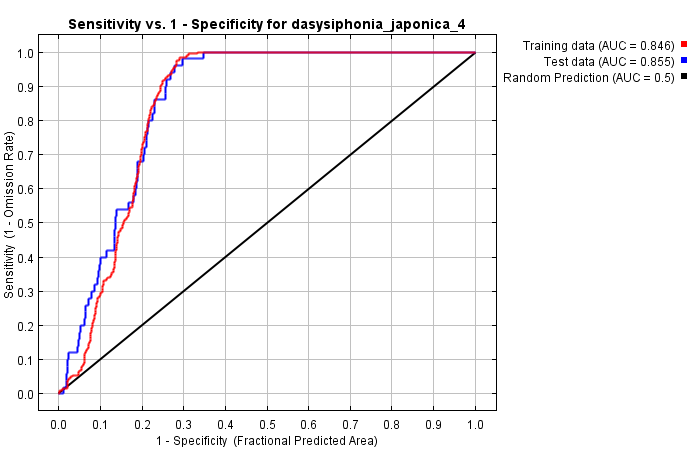 Sensitivity vs. 1 - Specificity for dasysiphonia_japonica_4
Training data (AUC = 0.846)
Test data (AUC = 0.855)
Random Prediction (AUC = 0.5)
Sensitivity (1 - Omission Rate)
1.0
0.9
0.8
0.7
0.6
0.5
0.4
0.3
0.2
0.1
0.0
0.0 0.1 0.2 0.3 0.4 0.5 0.6 0.7 0.8 0.9 1.0
1 - Specificity (Fractional Predicted Area)